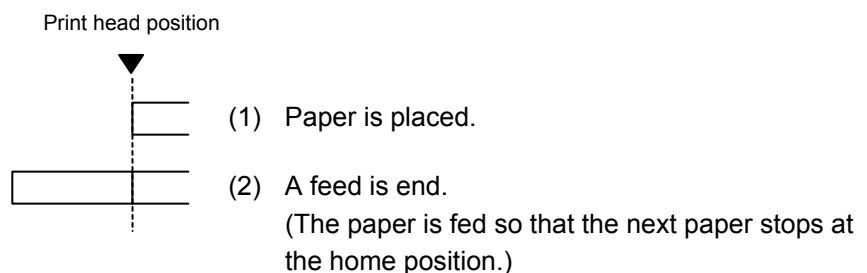 Print head position
(1) Paper is placed.
(2) A feed is end.
(The paper is fed so that the next paper stops at
the home position.)